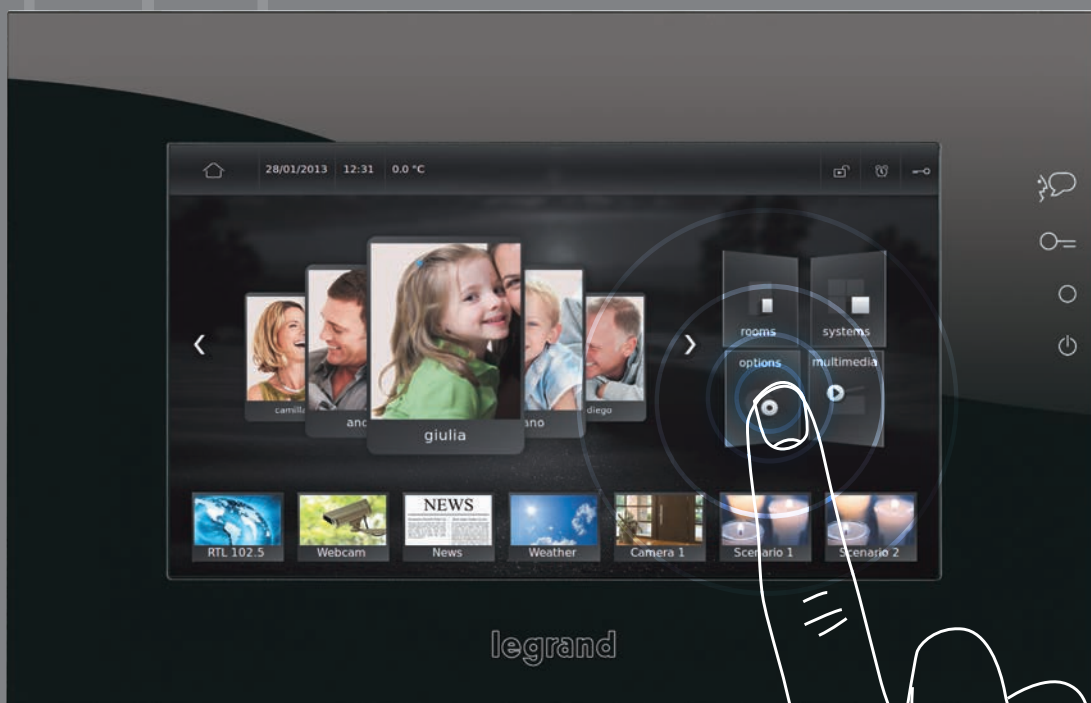 28/01/2013 12:31 0.0 °C
rooms systems
options multimedia
diego
giulia
NEWS
RTL 102.5 Webcam News Weather Camera 1 Scenario 1 Scenario 2
legrand